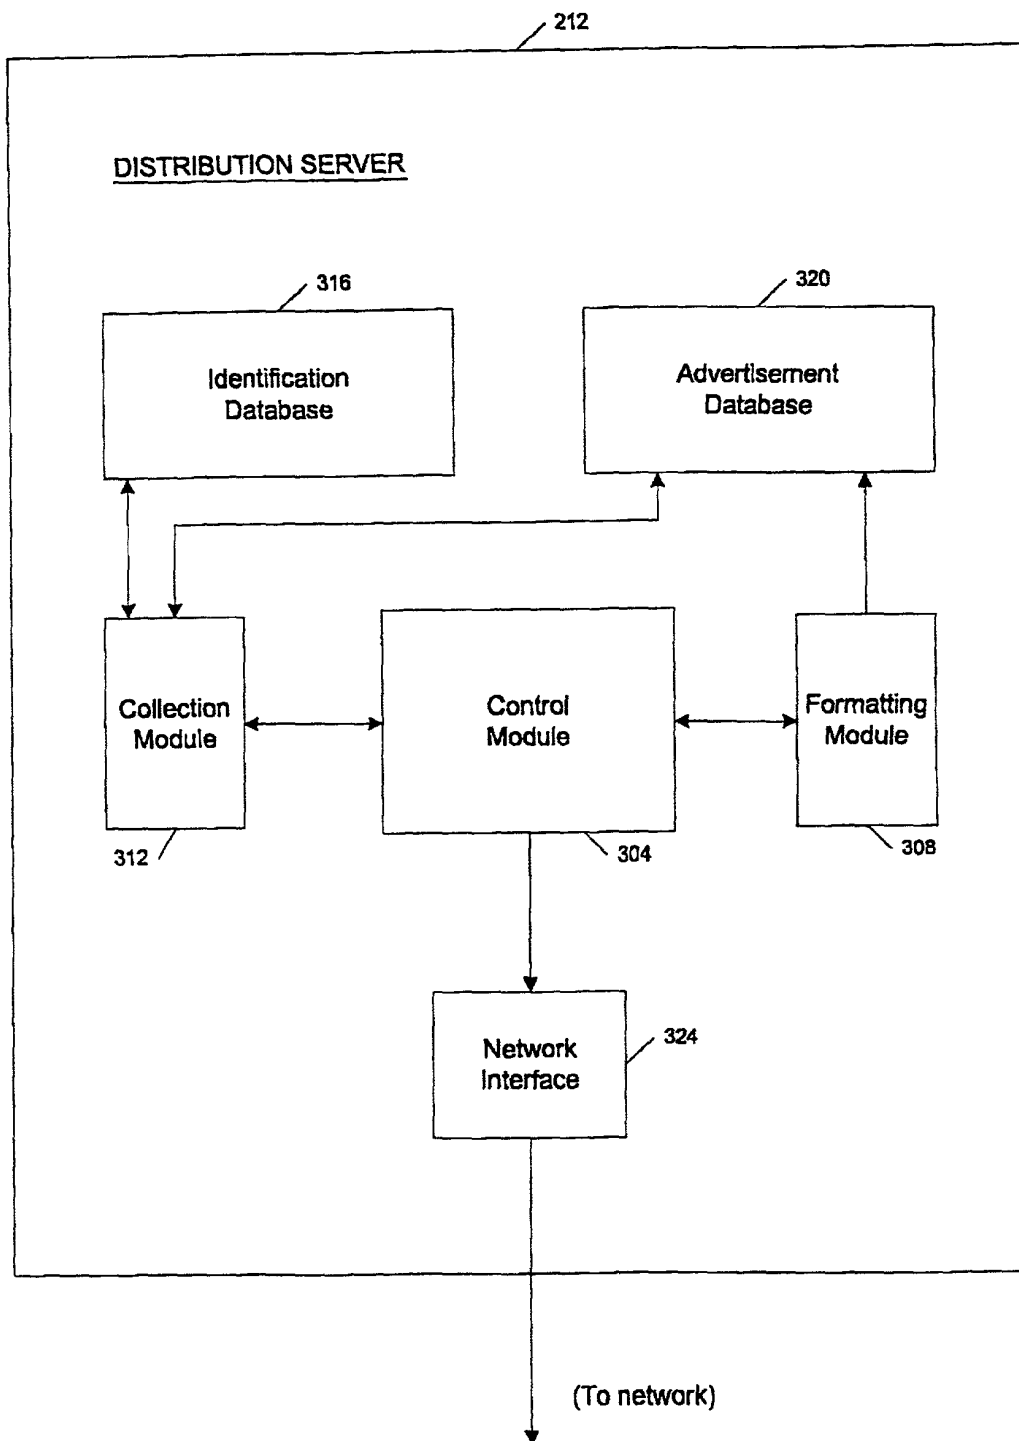 212
DISTRIBUTION SERVER
316
320
Identification
Database
Advertisement
Database
Collection
Module
Control
Module
Formatting
Module
312
304
308
Network
Interface
324
(To network)